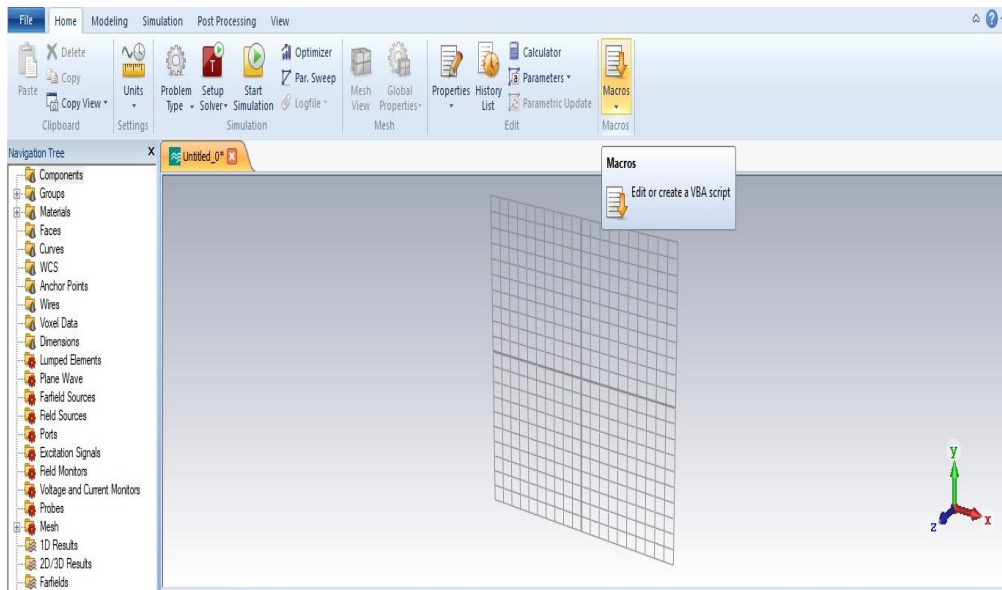 File Home Modeling Simulation Post Processing View
Delete
Copy
Paste
Copy View
Clipboard
Units
Settings
Problem Type
Setup Solver
Start Simulation
Optimizer
Par. Sweep
Logfile
Simulation
Mesh View
Global Properties
Mesh
Properties
History List
Calculator
Parameters
Parametric Update
Edit
Macros
Macros
Navigation Tree X
Untitled_0*
Components
Groups
Materials
Faces
Curves
WCS
Anchor Points
Wires
Voxel Data
Dimensions
Lumped Elements
Plane Wave
Farfield Sources
Field Sources
Ports
Excitation Signals
Field Monitors
Voltage and Current Monitors
Probes
Mesh
1D Results
2D/3D Results
Farfields
Macros
Edit or create a VBA script
y
z
x